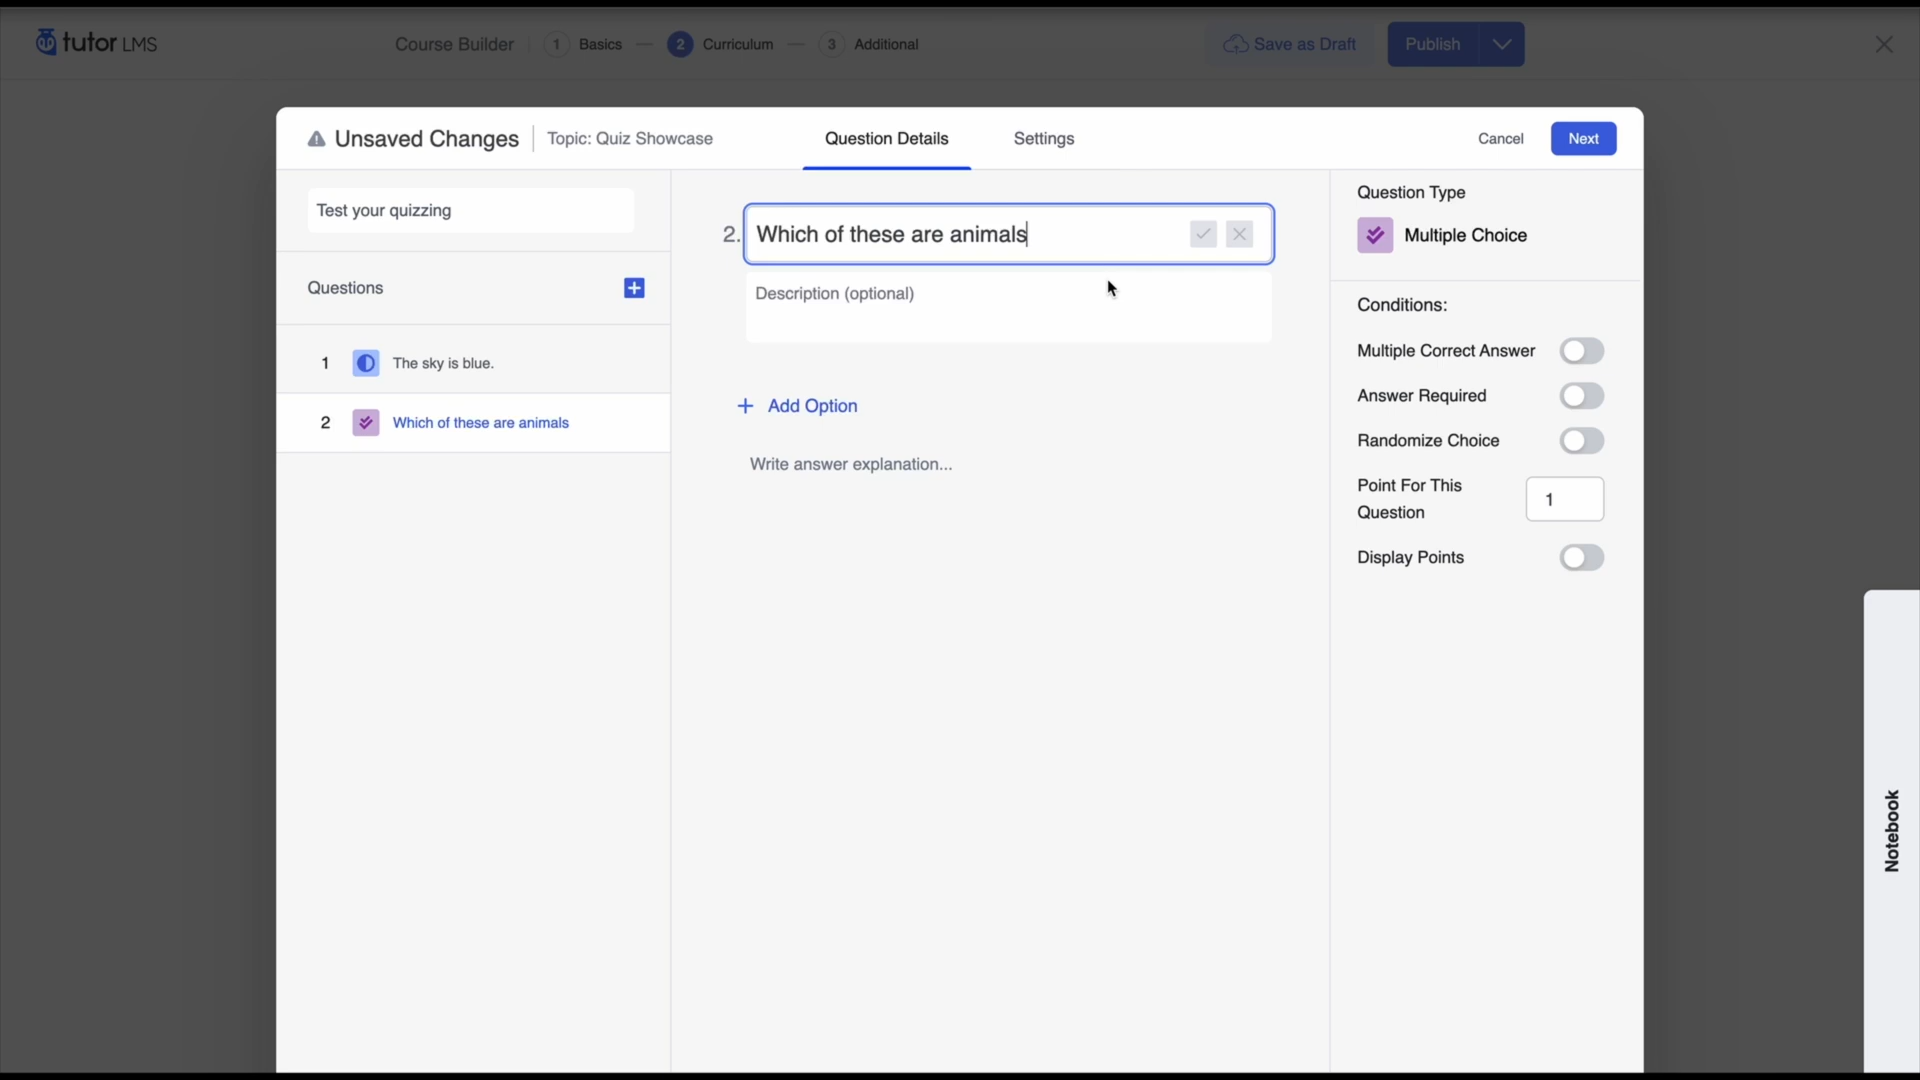 tutor LMS
Course Builder 1 Basics 2 Curriculum 3 Additional
Save as Draft Publish
Unsaved Changes Topic: Quiz Showcase Question Details Settings Cancel Next
Test your quizzing
Questions
1 The sky is blue.
2 Which of these are animals
2. Which of these are animals
Description (optional)
Add Option
Write answer explanation...
Question Type
Multiple Choice
Conditions:
Multiple Correct Answer
Answer Required
Randomize Choice
Point For This
Question 1
Display Points
Notebook